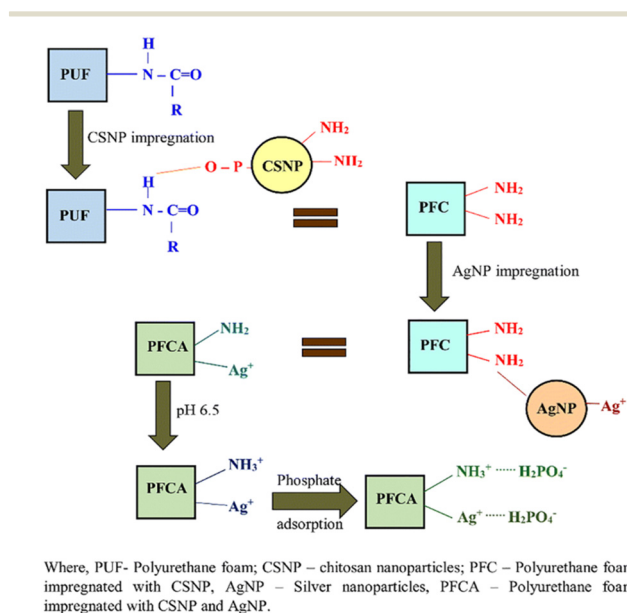 H
PUF N – C=O
R
CSNP impregnation
NH₂
H O – P CSNP NH₂
PUF N – C=O
R
NH₂
PFC NH₂
AgNP impregnation
NH₂
PFCA Ag⁺
NH₂
PFC NH₂
AgNP Ag⁺
pH 6.5
NH₃⁺
PFCA Ag⁺
Phosphate
adsorption
NH₃⁺ ······ H₂PO₄⁻
PFCA
Ag⁺ ······ H₂PO₄⁻
Where, PUF- Polyurethane foam; CSNP – chitosan nanoparticles; PFC – Polyurethane foar
impregnated with CSNP, AgNP – Silver nanoparticles, PFCA – Polyurethane foar
impregnated with CSNP and AgNP.